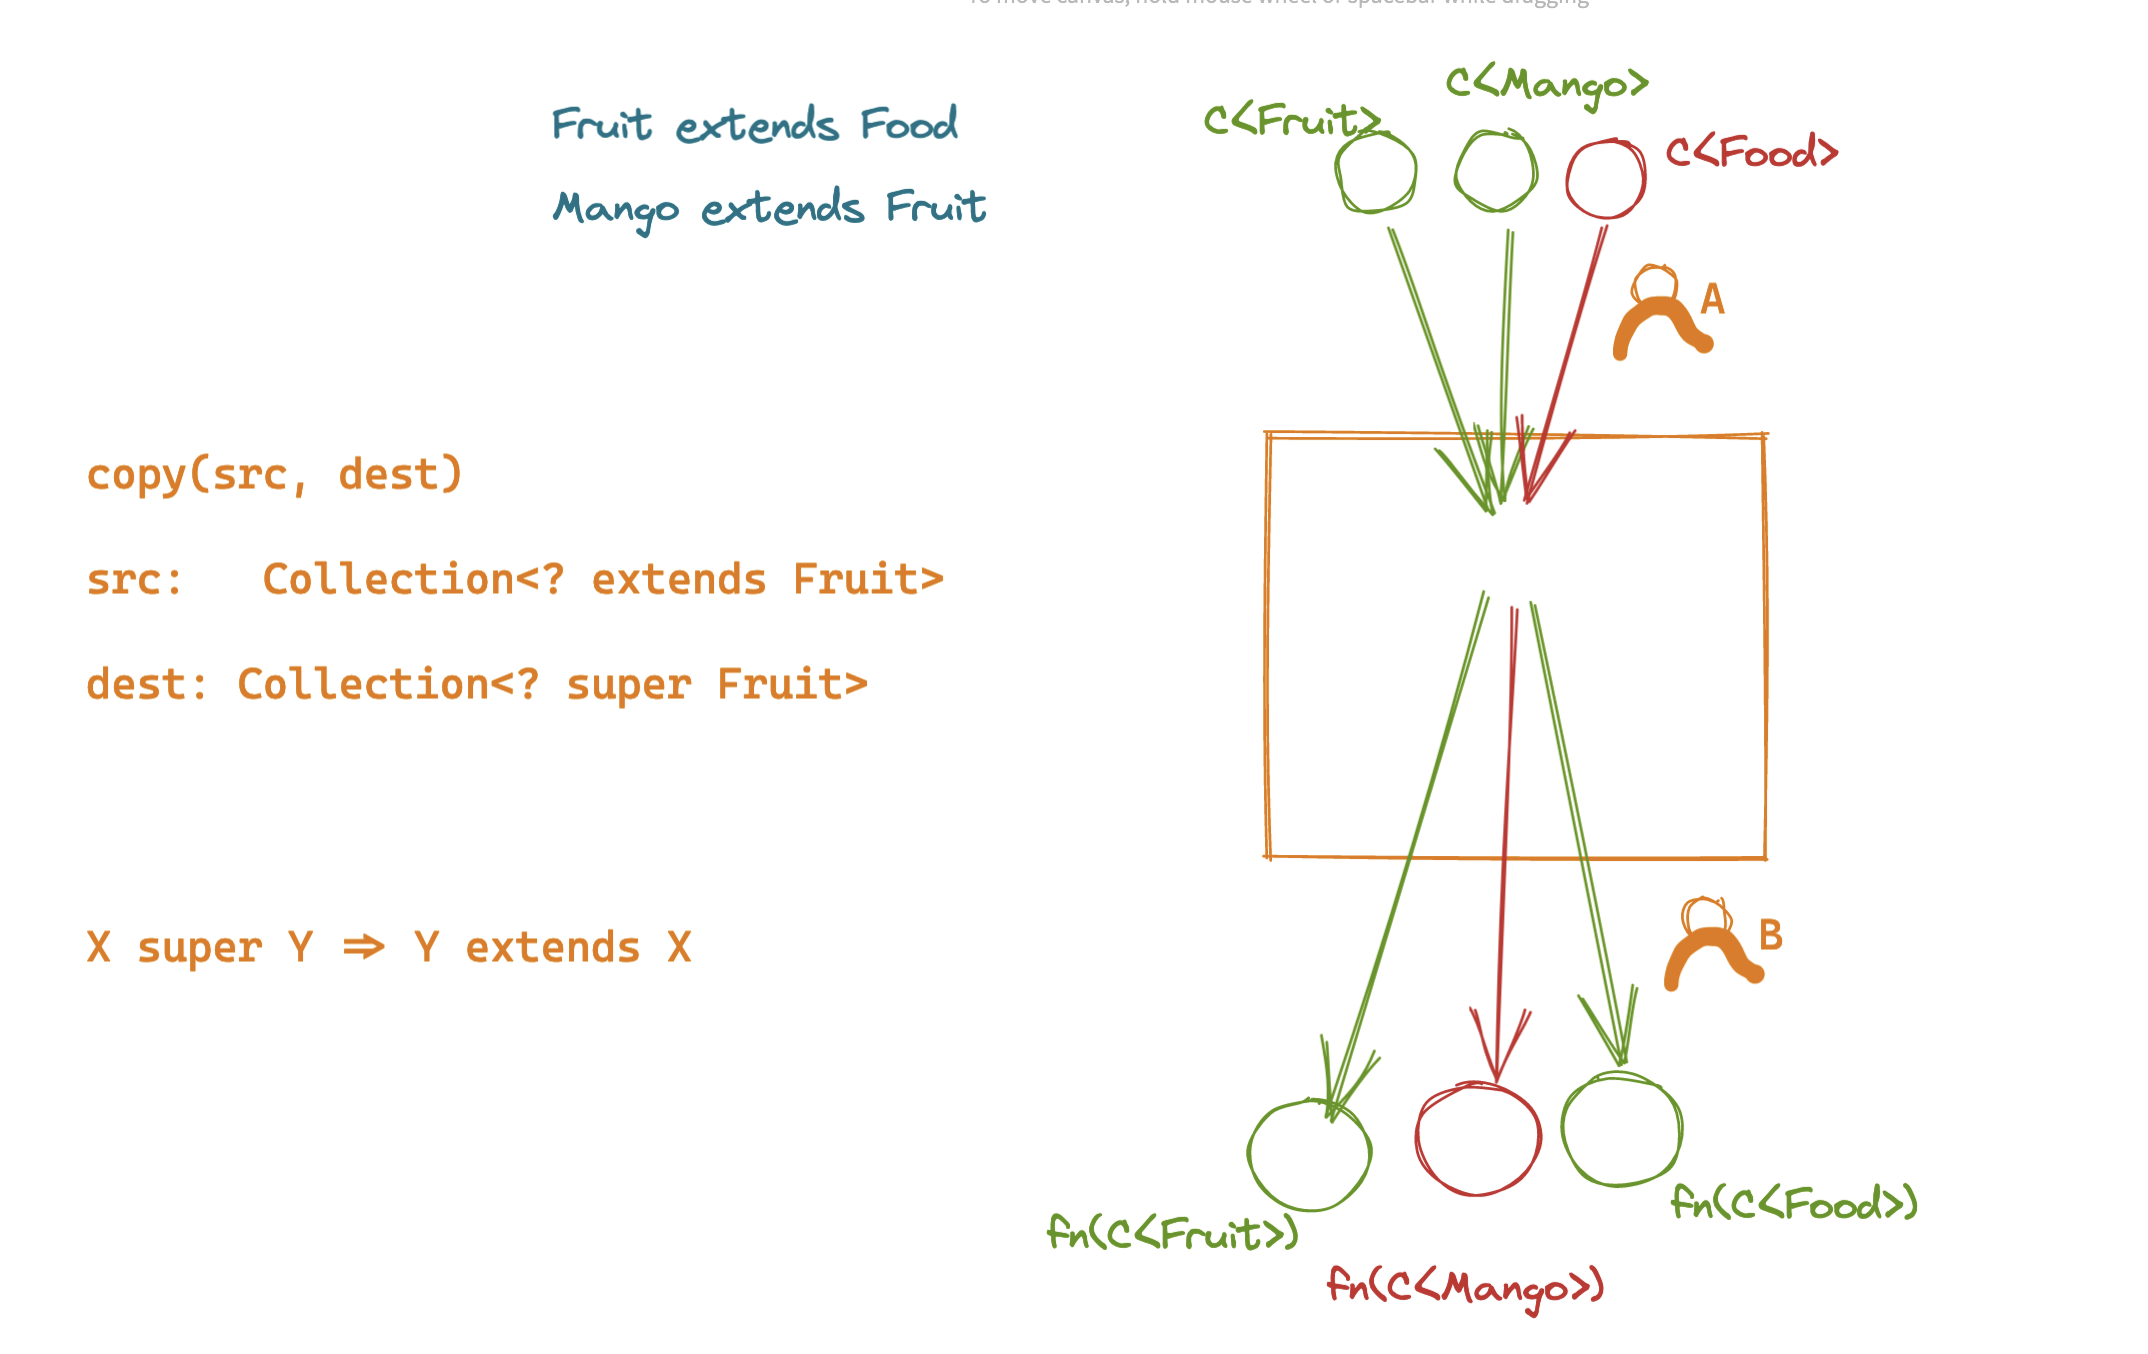 To move canvas, hold mouse wheel or spacebar while dragging
Fruit extends Food
Mango extends Fruit
copy(src, dest)
src:   Collection<? extends Fruit>
dest: Collection<? super Fruit>
X super Y ⇒ Y extends X
C<Fruit>
C<Mango>
C<Food>
A
B
fn(C<Fruit>)
fn(C<Mango>)
fn(C<Food>)